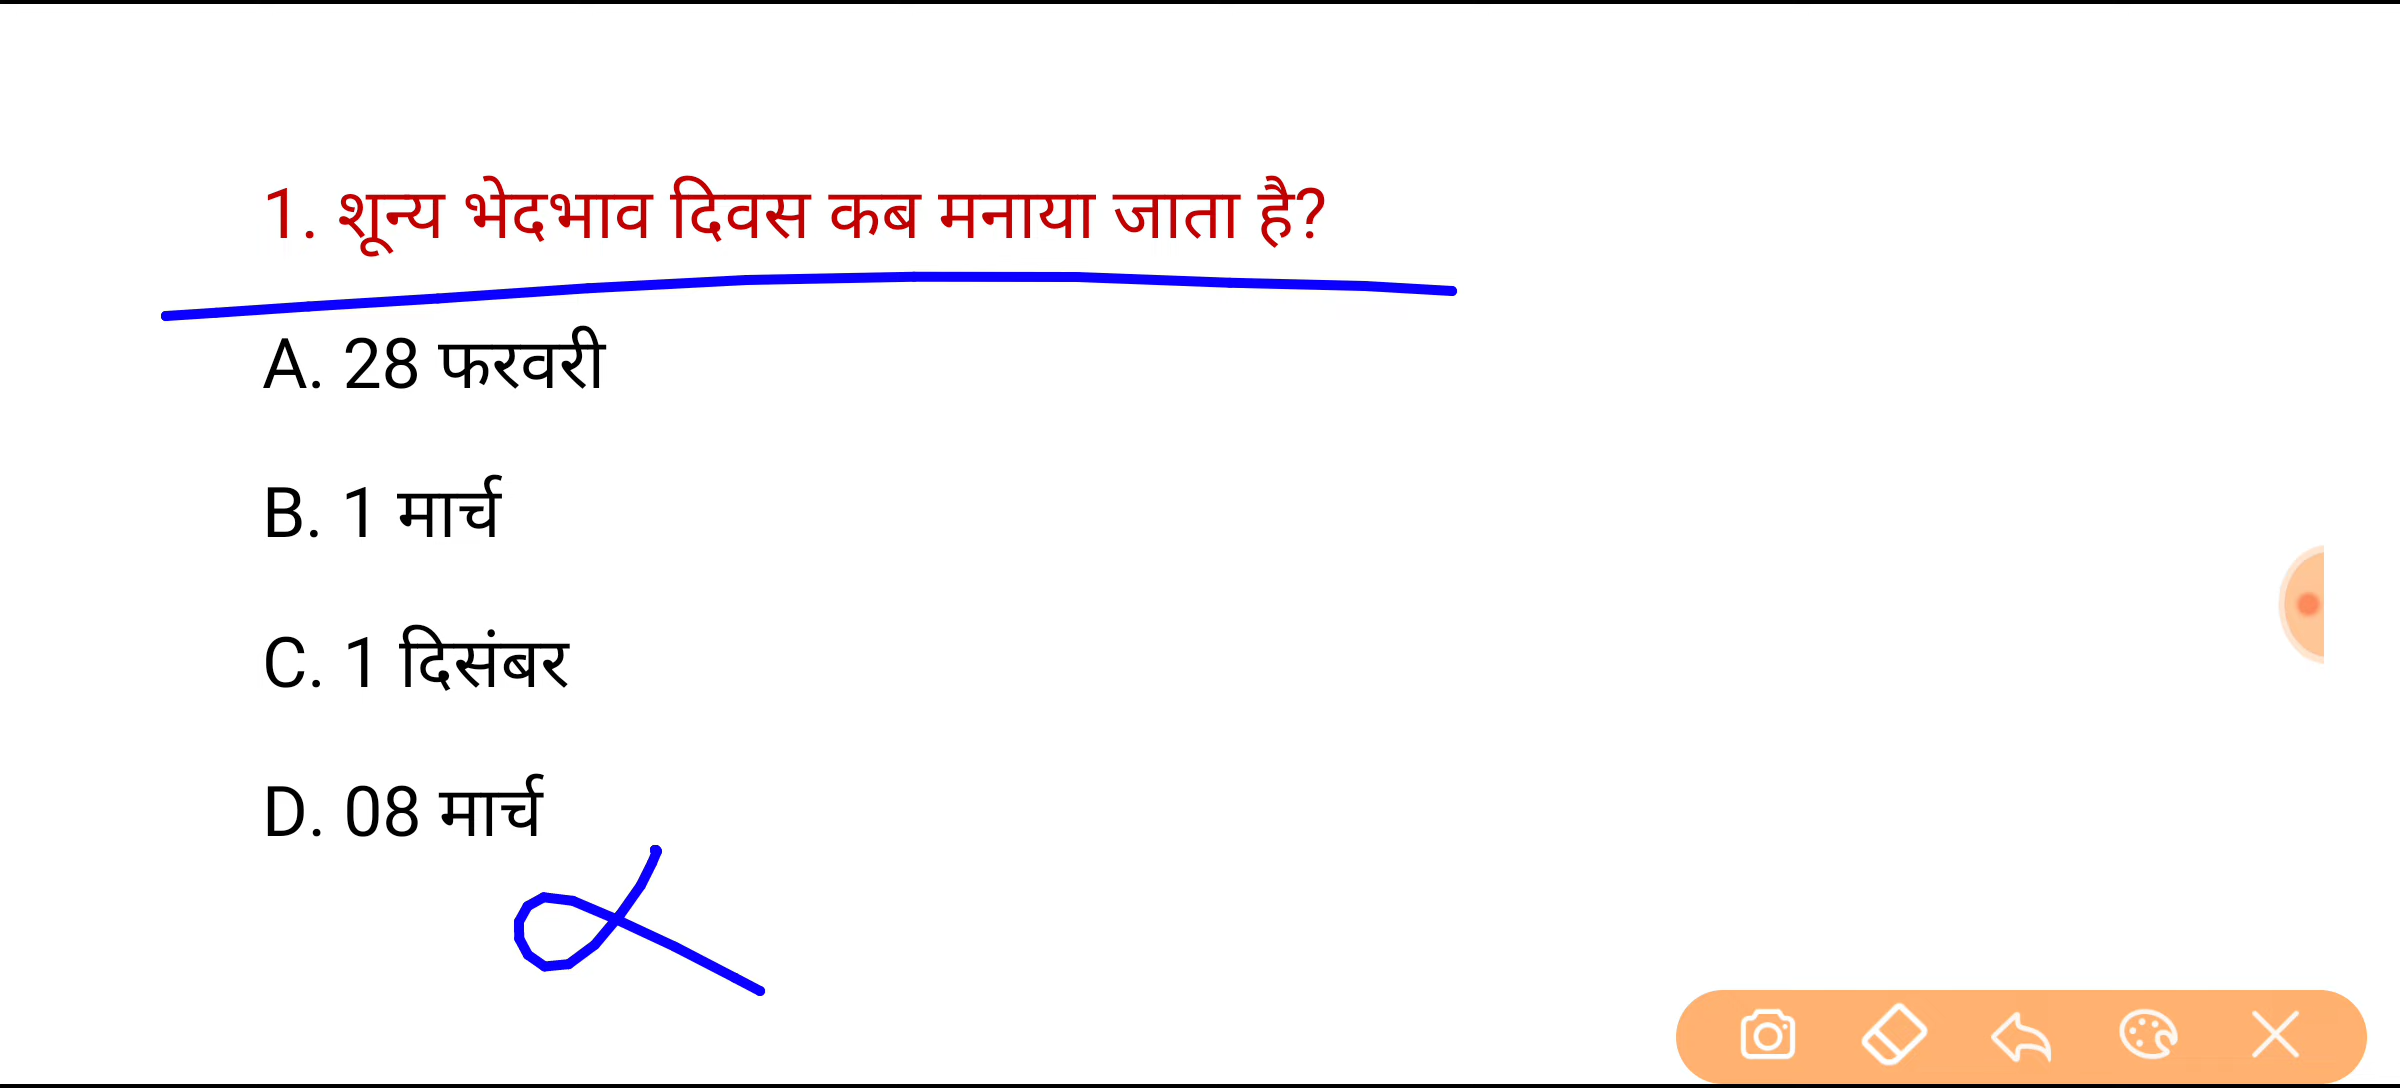 1. शून्य भेदभाव दिवस कब मनाया जाता है?
A. 28 फरवरी
B. 1 मार्च
C. 1 दिसंबर
D. 08 मार्च